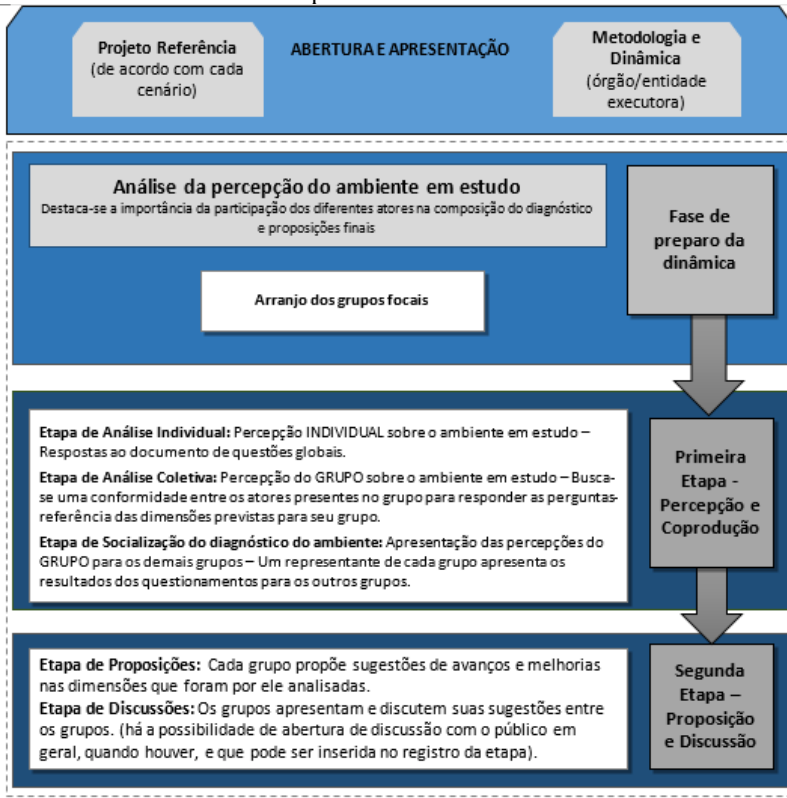 Projeto Referência
(de acordo com cada
cenário)
ABERTURA E APRESENTAÇÃO
Metodologia e
Dinâmica
(órgão/entidade
executora)
Análise da percepção do ambiente em estudo
Destaca-se a importância da participação dos diferentes atores na composição do diagnóstico
e proposições finais
Arranjo dos grupos focais
Fase de
preparo da
dinâmica
Etapa de Análise Individual: Percepção INDIVIDUAL sobre o ambiente em estudo –
Respostas ao documento de questões globais.
Etapa de Análise Coletiva: Percepção do GRUPO sobre o ambiente em estudo – Busca-
se uma conformidade entre os atores presentes no grupo para responder as perguntas-
referência das dimensões previstas para seu grupo.
Etapa de Socialização do diagnóstico do ambiente: Apresentação das percepções do
GRUPO para os demais grupos – Um representante de cada grupo apresenta os
resultados dos questionamentos para os outros grupos.
Primeira
Etapa -
Percepção e
Coprodução
Etapa de Proposições: Cada grupo propõe sugestões de avanços e melhorias
nas dimensões que foram por ele analisadas.
Etapa de Discussões: Os grupos apresentam e discutem suas sugestões entre
os grupos. (há a possibilidade de abertura de discussão com o público em
geral, quando houver, e que pode ser inserida no registro da etapa).
Segunda
Etapa –
Proposição
e Discussão